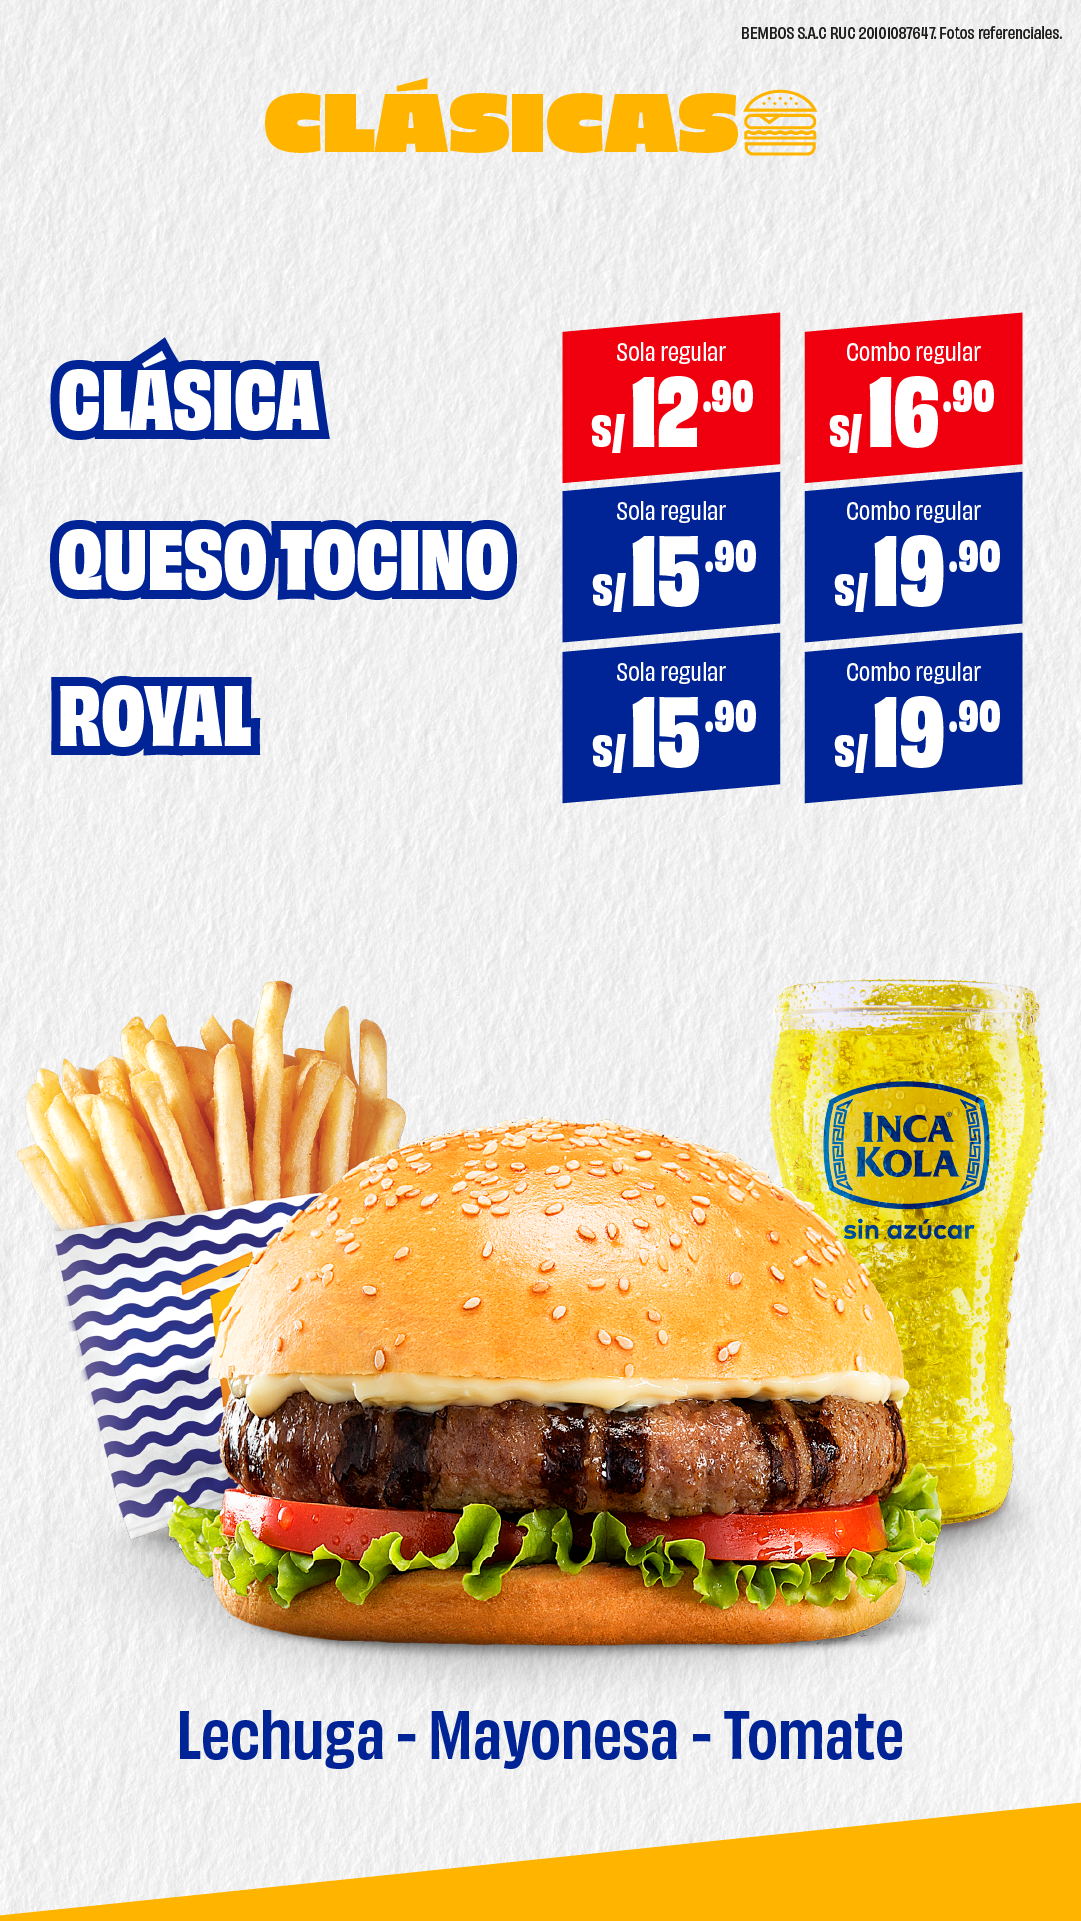 BEMBOS S.A.C RUC 20101087647. Fotos referenciales.
CLÁSICAS
CLÁSICA
Sola regular
S/12.90
Combo regular
S/16.90
QUESO TOCINO
Sola regular
S/15.90
Combo regular
S/19.90
ROYAL
Sola regular
S/15.90
Combo regular
S/19.90
INCA
KOLA®
sin azúcar
Lechuga - Mayonesa - Tomate